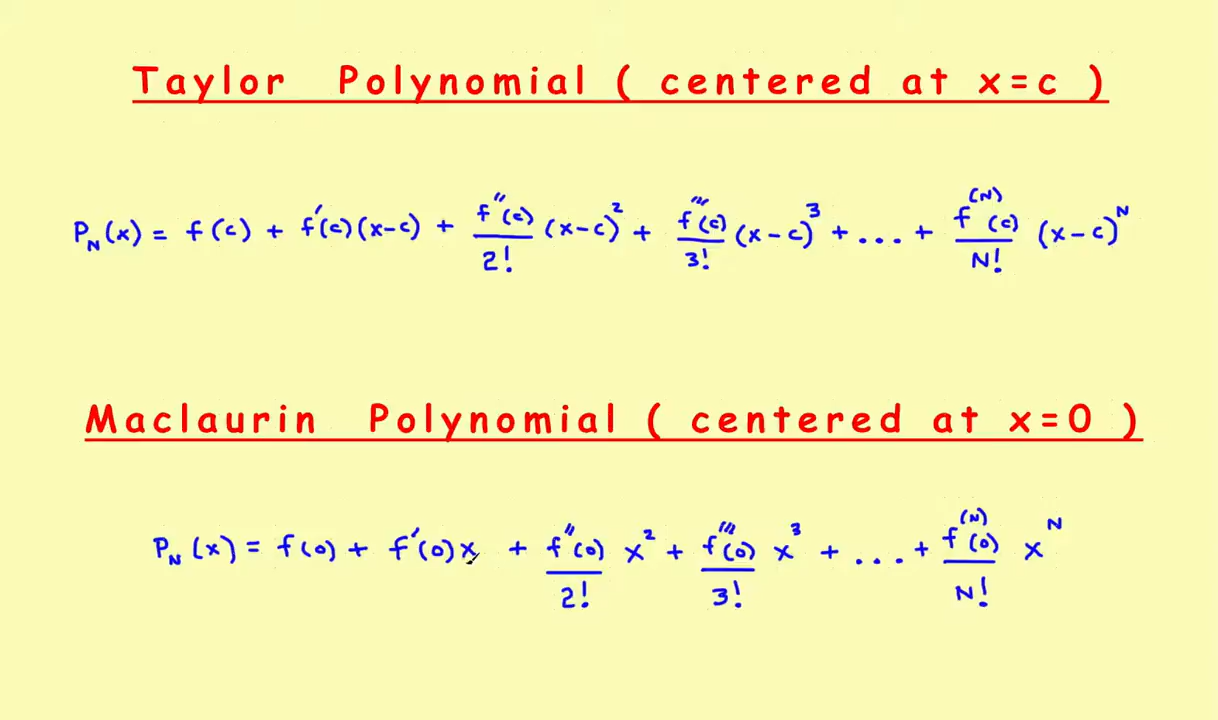 Taylor Polynomial ( centered at x=c )
P_N(x) = f(c) + f'(c)(x-c) + f''(c)/2! (x-c)^2 + f'''(c)/3! (x-c)^3 + ... + f^(N)(c)/N! (x-c)^N
Maclaurin Polynomial ( centered at x=0 )
P_N(x) = f(0) + f'(0)x + f''(0)/2! x^2 + f'''(0)/3! x^3 + ... + f^(N)(0)/N! x^N